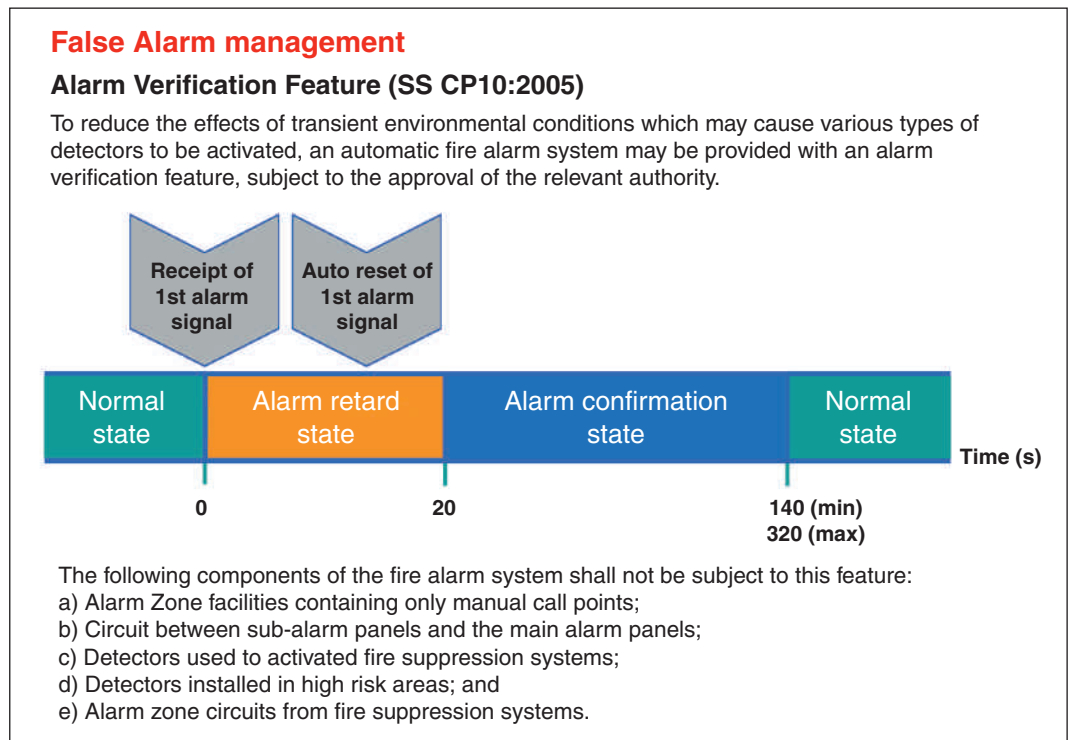 False Alarm management
Alarm Verification Feature (SS CP10:2005)
To reduce the effects of transient environmental conditions which may cause various types of
detectors to be activated, an automatic fire alarm system may be provided with an alarm
verification feature, subject to the approval of the relevant authority.
Receipt of
1st alarm
signal
Auto reset of
1st alarm
signal
Normal
state
Alarm retard
state
Alarm confirmation
state
Normal
state
Time (s)
0
20
140 (min)
320 (max)
The following components of the fire alarm system shall not be subject to this feature:
a) Alarm Zone facilities containing only manual call points;
b) Circuit between sub-alarm panels and the main alarm panels;
c) Detectors used to activated fire suppression systems;
d) Detectors installed in high risk areas; and
e) Alarm zone circuits from fire suppression systems.